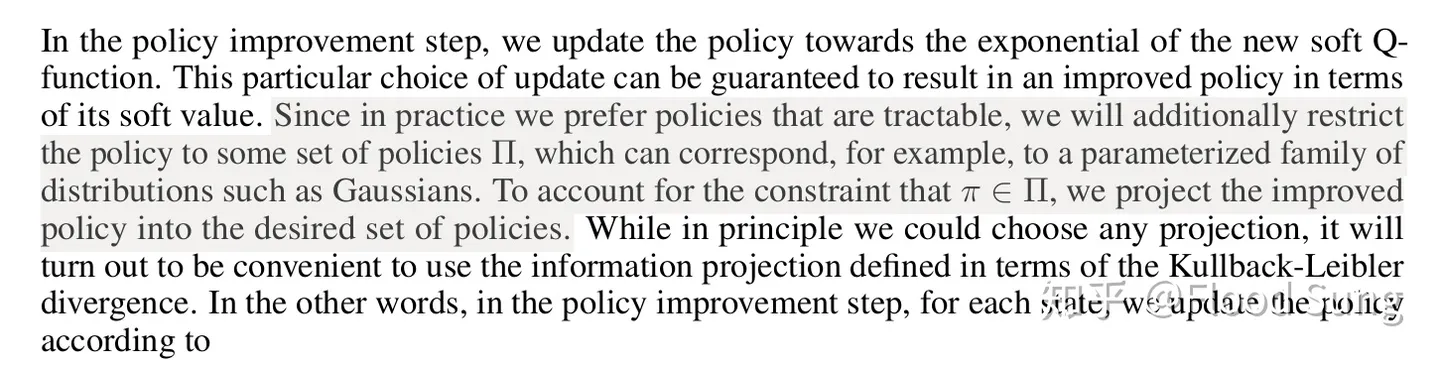 In the policy improvement step, we update the policy towards the exponential of the new soft Q-
function. This particular choice of update can be guaranteed to result in an improved policy in terms
of its soft value. Since in practice we prefer policies that are tractable, we will additionally restrict
the policy to some set of policies Π, which can correspond, for example, to a parameterized family of
distributions such as Gaussians. To account for the constraint that π ∈ Π, we project the improved
policy into the desired set of policies. While in principle we could choose any projection, it will
turn out to be convenient to use the information projection defined in terms of the Kullback-Leibler
divergence. In the other words, in the policy improvement step, for each state, we update the policy
according to
知乎 @Flood Sung